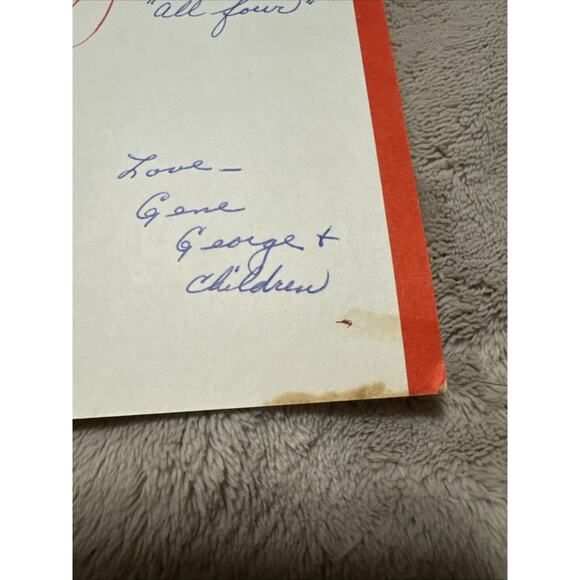 "all four"
Love—
Gene
George +
Children